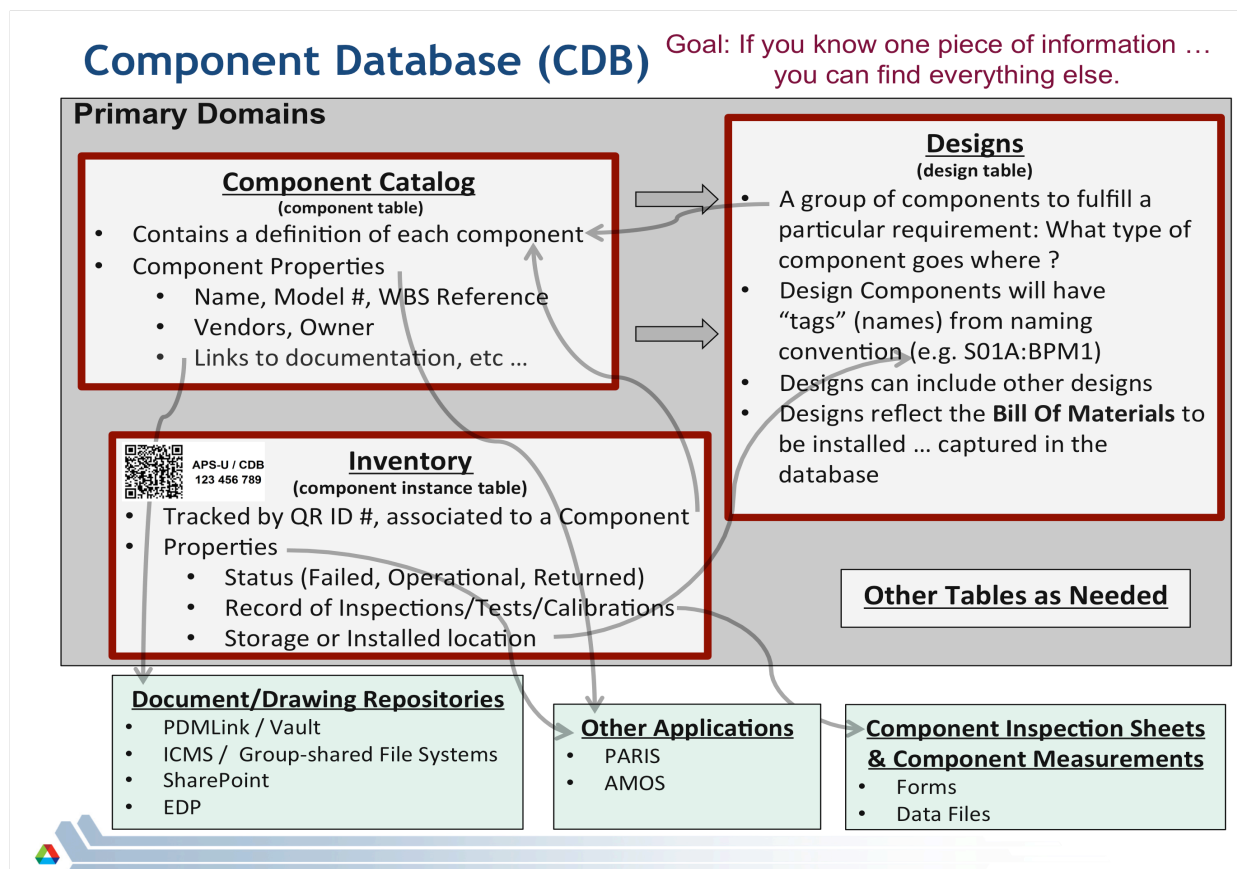 Component Database (CDB)
Goal: If you know one piece of information …
you can find everything else.
Primary Domains
Component Catalog
(component table)
• Contains a definition of each component
• Component Properties
• Name, Model #, WBS Reference
• Vendors, Owner
• Links to documentation, etc …
Designs
(design table)
• A group of components to fulfill a
particular requirement: What type of
component goes where ?
• Design Components will have
“tags” (names) from naming
convention (e.g. S01A:BPM1)
• Designs can include other designs
• Designs reflect the Bill Of Materials to
be installed … captured in the
database
APS-U / CDB
123 456 789
Inventory
(component instance table)
• Tracked by QR ID #, associated to a Component
• Properties
• Status (Failed, Operational, Returned)
• Record of Inspections/Tests/Calibrations
• Storage or Installed location
Other Tables as Needed
Document/Drawing Repositories
• PDMLink / Vault
• ICMS / Group-shared File Systems
• SharePoint
• EDP
Other Applications
• PARIS
• AMOS
Component Inspection Sheets
& Component Measurements
• Forms
• Data Files